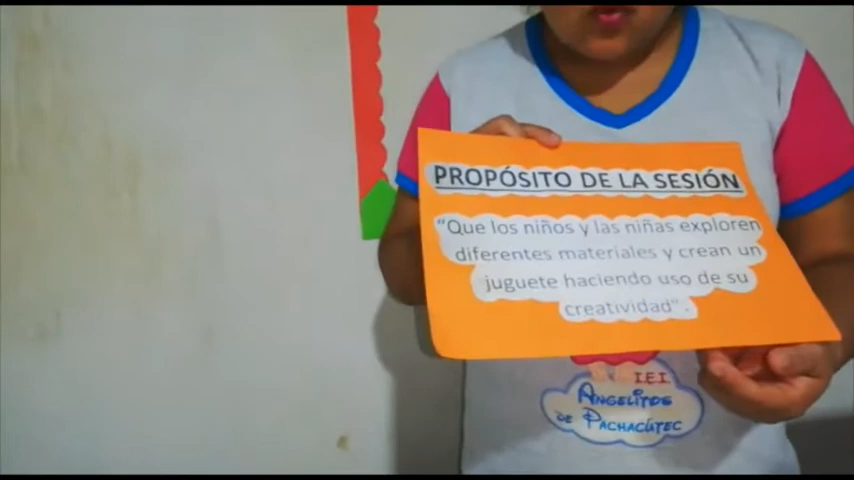 PROPÓSITO DE LA SESIÓN
"Que los niños y las niñas exploren
diferentes materiales y crean un
juguete haciendo uso de su
creatividad".
I.E.I
ANGELITOS
DE PACHACÚTEC